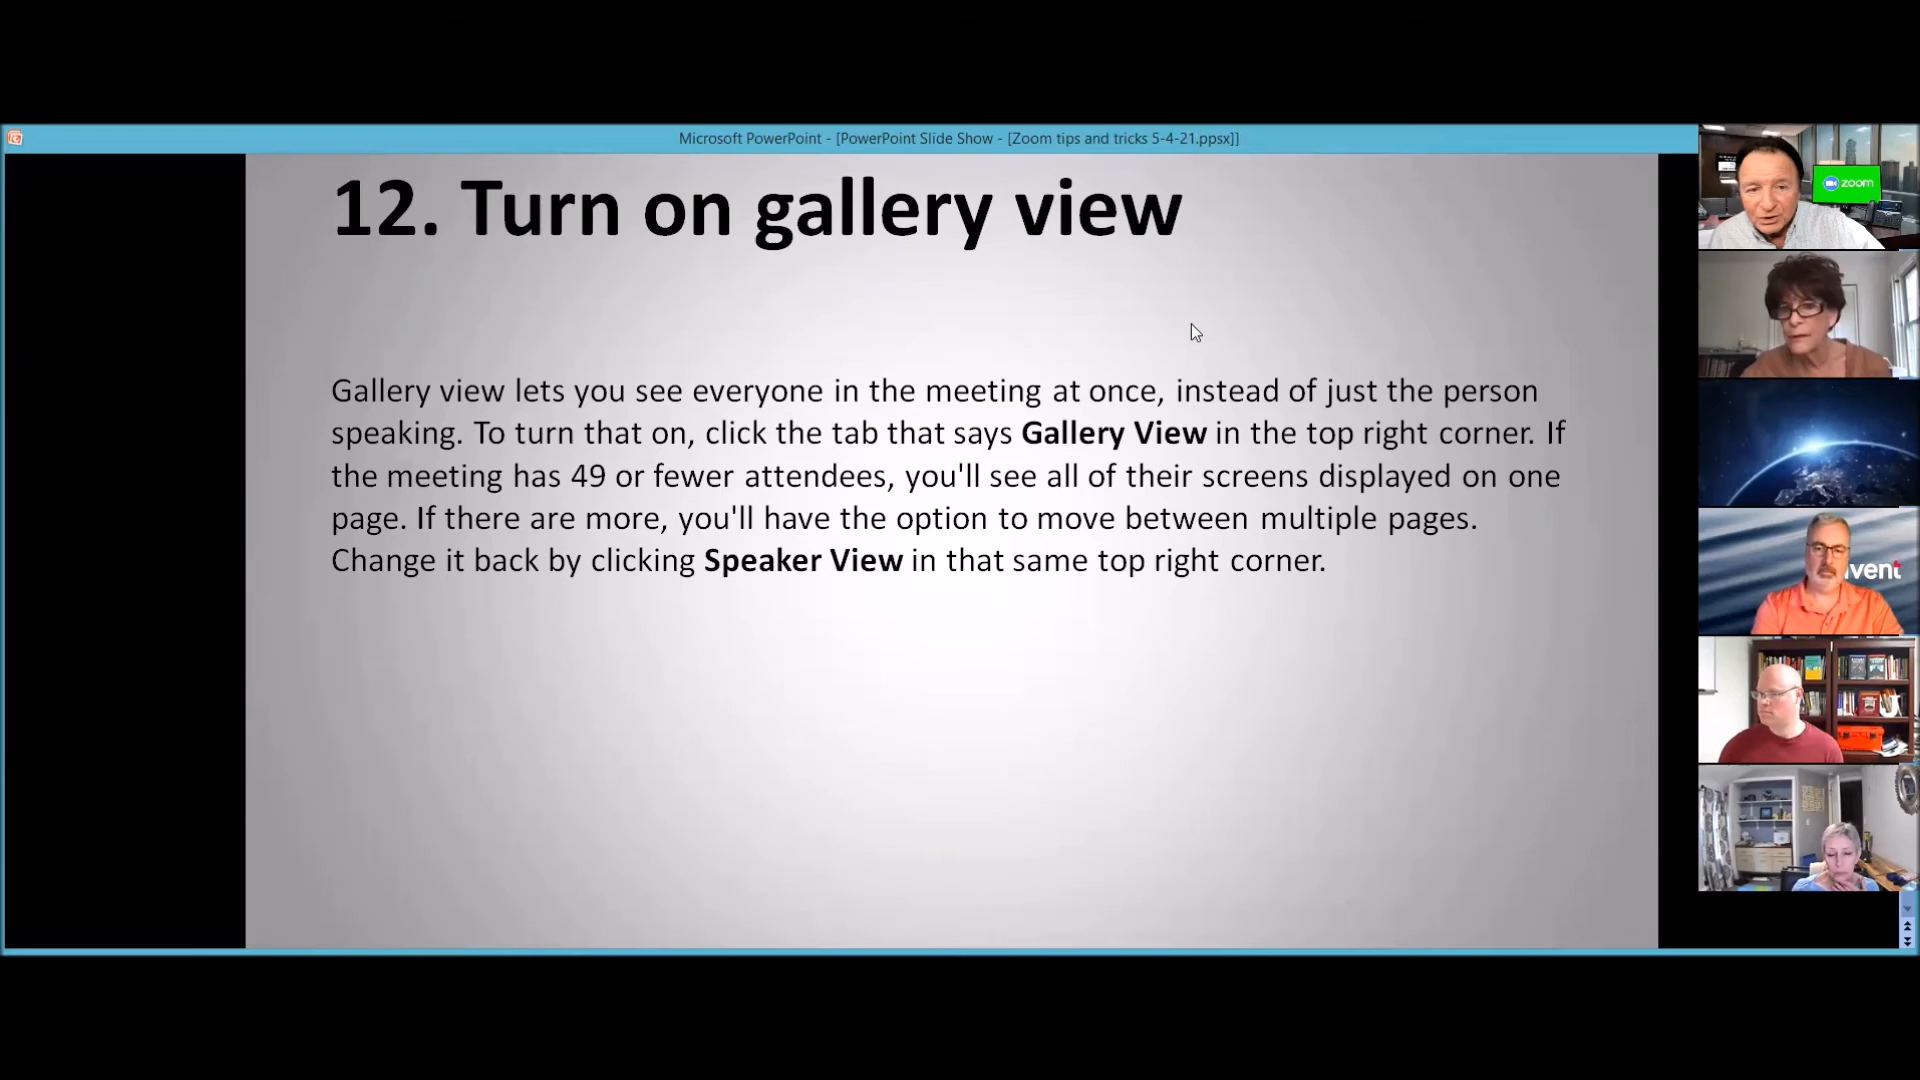 Microsoft PowerPoint - [PowerPoint Slide Show - [Zoom tips and tricks 5-4-21.ppsx]]
12. Turn on gallery view
Gallery view lets you see everyone in the meeting at once, instead of just the person
speaking. To turn that on, click the tab that says Gallery View in the top right corner. If
the meeting has 49 or fewer attendees, you'll see all of their screens displayed on one
page. If there are more, you'll have the option to move between multiple pages.
Change it back by clicking Speaker View in that same top right corner.
zoom
vent